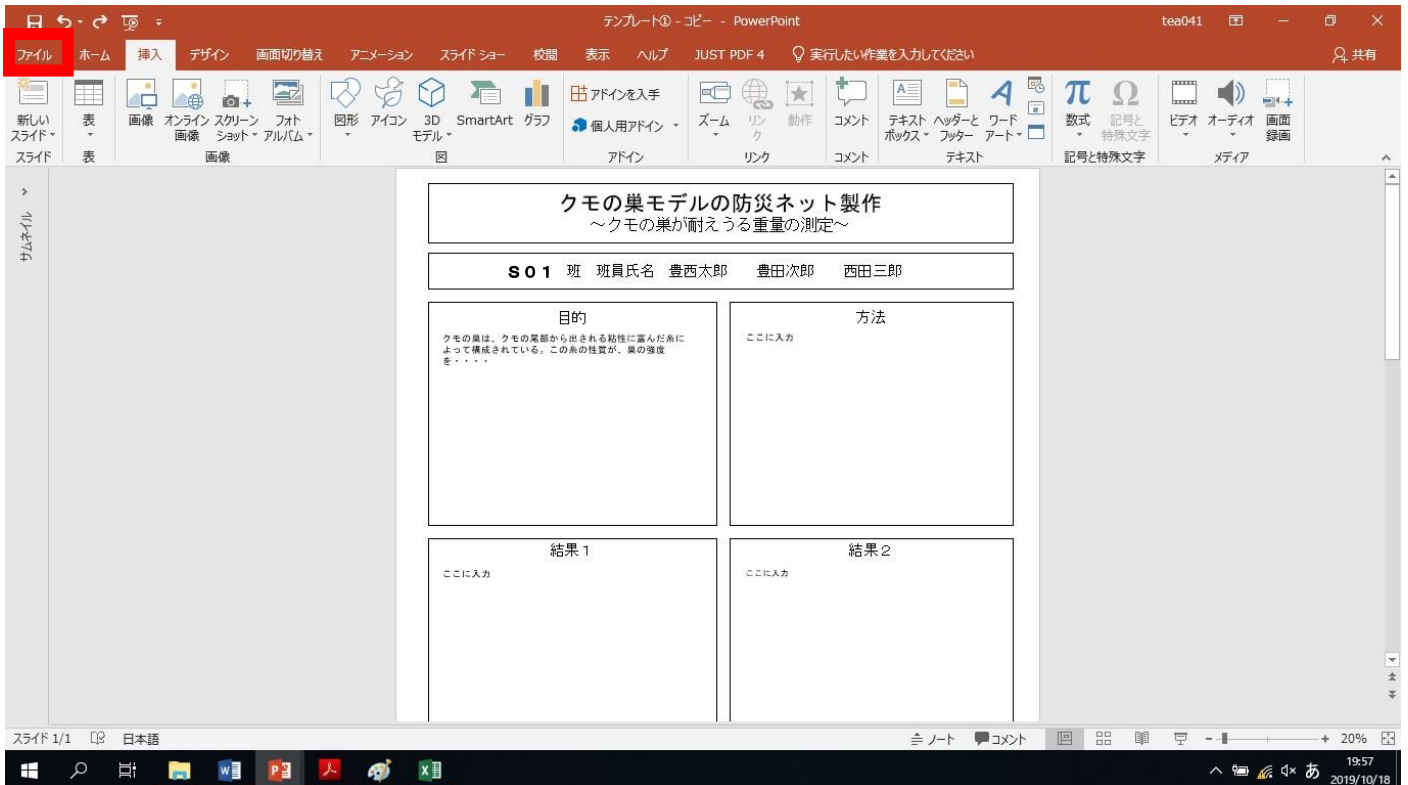 テンプレート① - コピー - PowerPoint
tea041
ファイル ホーム 挿入 デザイン 画面切り替え アニメーション スライド ショー 校閲 表示 ヘルプ JUST PDF 4 実行したい作業を入力してください 共有
新しい
スライド
表
画像
オンライン
画像
スクリーン
ショット
フォト
アルバム
図形
アイコン
3D
モデル
SmartArt
グラフ
アドインを入手
個人用アドイン
ズーム
リン
ク
動作
コメント
テキスト
ボックス
ヘッダーと
フッター
ワード
アート
数式
記号と
特殊文字
ビデオ
オーディオ
画面
録画
スライド 表 画像 図 アドイン リンク コメント テキスト 記号と特殊文字 メディア
サムネイル
クモの巣モデルの防災ネット製作
～クモの巣が耐えうる重量の測定～
S01 班 班員氏名 豊西太郎 豊田次郎 西田三郎
目的
クモの巣は、クモの尾部から出される粘性に富んだ糸に
よって構成されている。この糸の性質が、巣の強度
を・・・・
方法
ここに入力
結果1
ここに入力
結果2
ここに入力
スライド 1/1 日本語 ノート コメント 20%
あ
19:57
2019/10/18